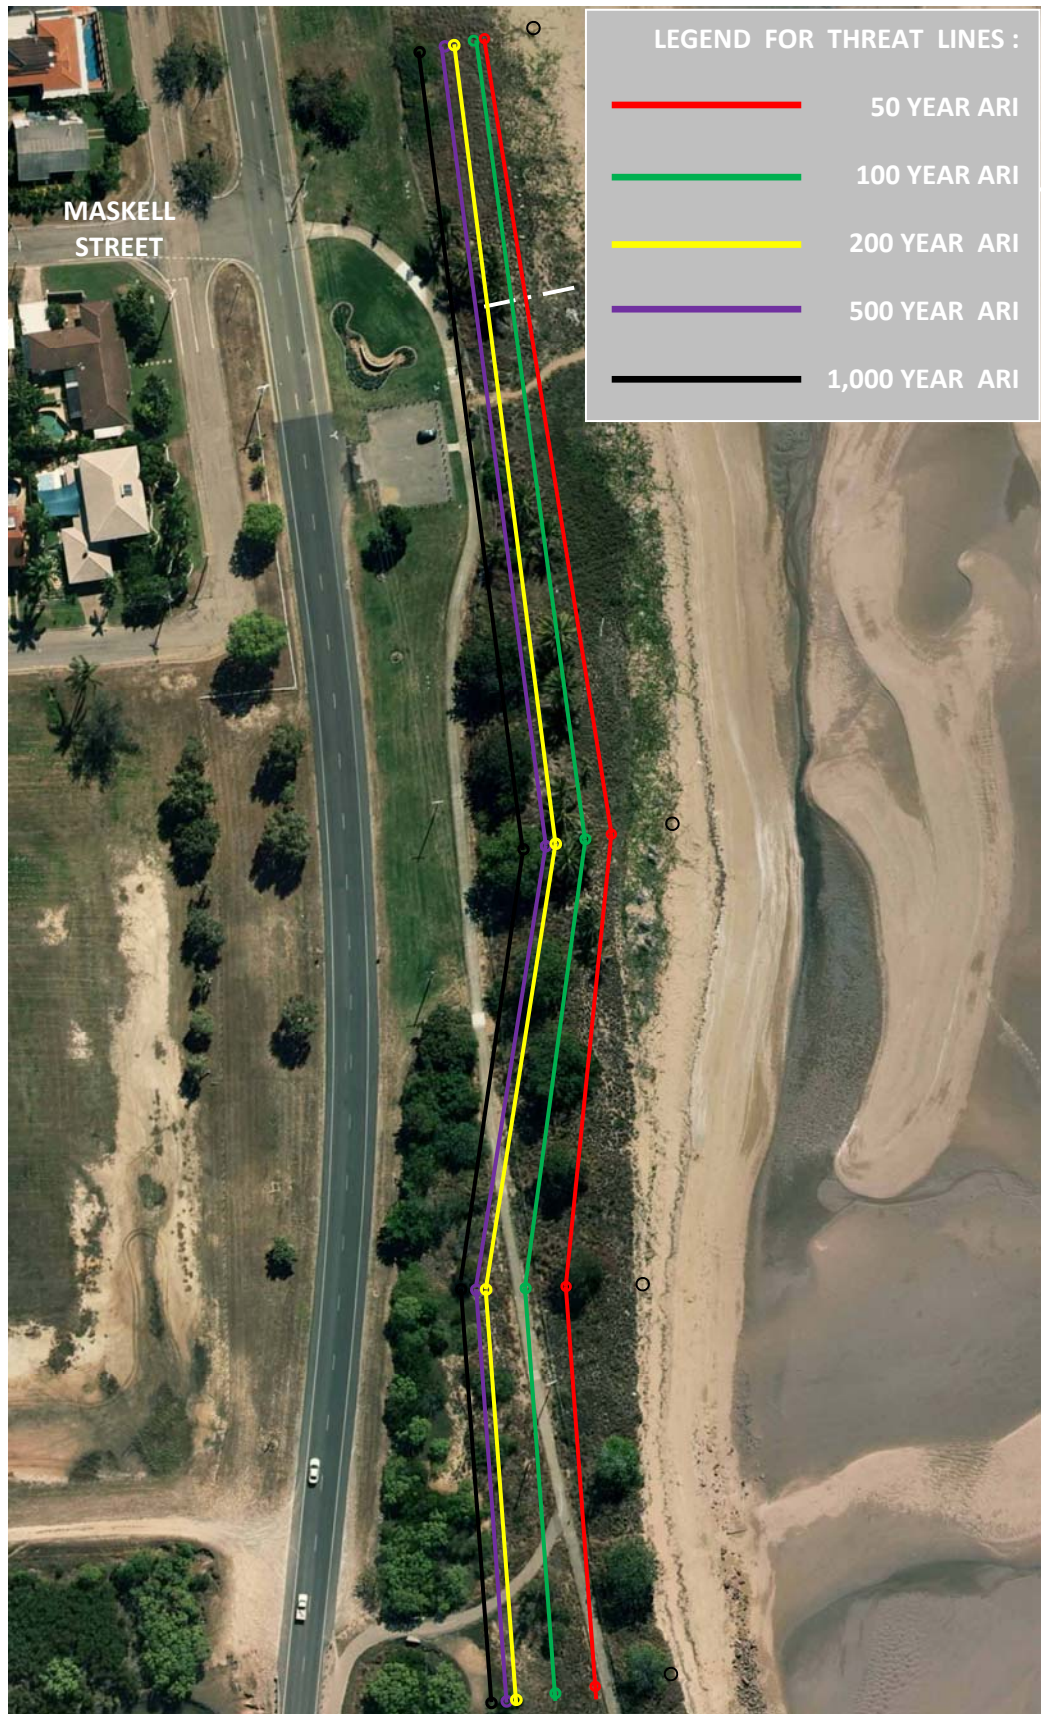 LEGEND FOR THREAT LINES :
50 YEAR ARI
100 YEAR ARI
200 YEAR ARI
500 YEAR ARI
1,000 YEAR ARI
MASKELL
STREET